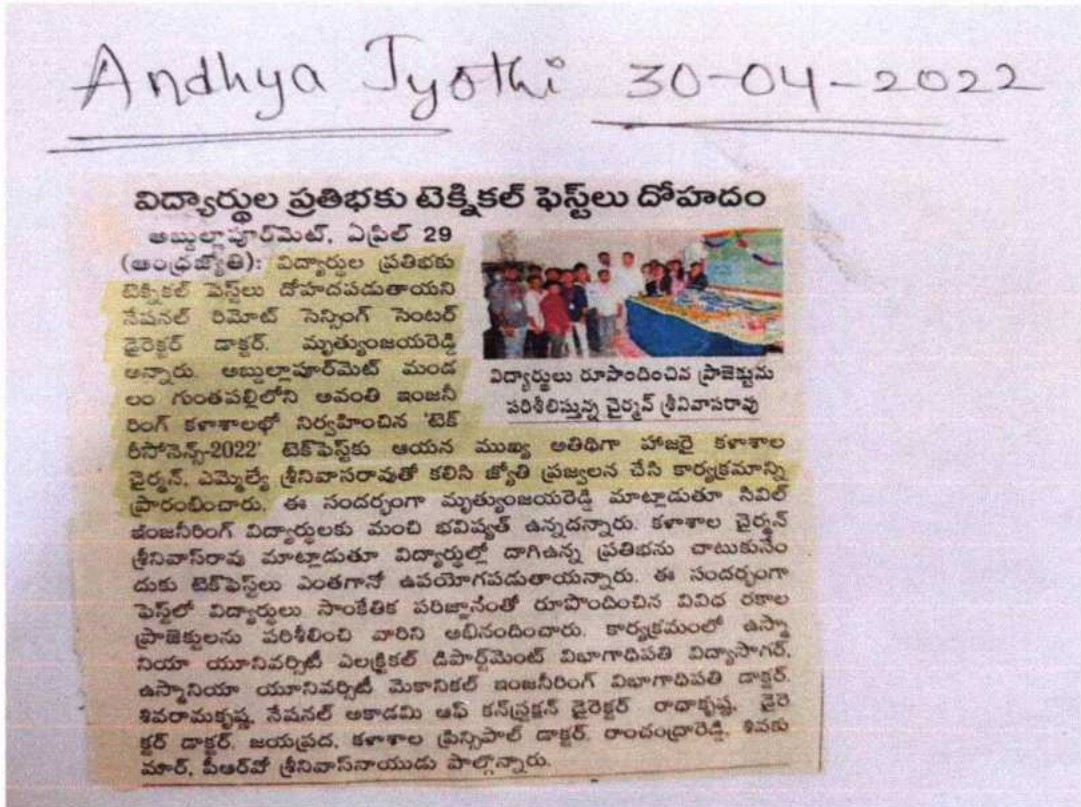 Andhya Jyothi 30-04-2022
విద్యార్థుల ప్రతిభకు టెక్నికల్ ఫెస్ట్‌లు దోహదం
అబ్దుల్లాపూర్‌మెట్, ఏప్రిల్ 29
(ఆంధ్రజ్యోతి): విద్యార్థుల ప్రతిభకు
టెక్నికల్ ఫెస్ట్‌లు దోహదపడుతాయని
నేషనల్ రిమోట్ సెన్సింగ్ సెంటర్
డైరెక్టర్ డాక్టర్. మృత్యుంజయరెడ్డి
అన్నారు. అబ్దుల్లాపూర్‌మెట్ మండ
లం గుంతపల్లిలోని అవంతి ఇంజనీ
రింగ్ కళాశాలలో నిర్వహించిన 'టెక్
రీసోనెన్స్-2022' టెక్‌ఫెస్ట్‌కు ఆయన ముఖ్య అతిథిగా హాజరై కళాశాల
చైర్మన్, ఎమ్మెల్యే శ్రీనివాసరావుతో కలిసి జ్యోతి ప్రజ్వలన చేసి కార్యక్రమాన్ని
ప్రారంభించారు. ఈ సందర్భంగా మృత్యుంజయరెడ్డి మాట్లాడుతూ సివిల్
ఇంజనీరింగ్ విద్యార్థులకు మంచి భవిష్యత్ ఉన్నదన్నారు. కళాశాల చైర్మన్
శ్రీనివాస్‌రావు మాట్లాడుతూ విద్యార్థుల్లో దాగిఉన్న ప్రతిభను చాటుకునేం
దుకు టెక్‌ఫెస్ట్‌లు ఎంతగానో ఉపయోగపడుతాయన్నారు. ఈ సందర్భంగా
ఫెస్ట్‌లో విద్యార్థులు సాంకేతిక పరిజ్ఞానంతో రూపొందించిన వివిధ రకాల
ప్రాజెక్టులను పరిశీలించి వారిని అభినందించారు. కార్యక్రమంలో ఉస్మా
నియా యూనివర్సిటీ ఎలక్ట్రికల్ డిపార్ట్‌మెంట్ విభాగాధిపతి విద్యాసాగర్,
ఉస్మానియా యూనివర్సిటీ మెకానికల్ ఇంజనీరింగ్ విభాగాధిపతి డాక్టర్.
శివరామకృష్ణ, నేషనల్ అకాడమి ఆఫ్ కన్‌స్ట్రక్షన్ డైరెక్టర్ రాధాకృష్ణ, డైరె
క్టర్ డాక్టర్. జయప్రద, కళాశాల ప్రిన్సిపాల్ డాక్టర్. రాంచంద్రారెడ్డి, శివకు
మార్, పీఆర్‌వో శ్రీనివాస్‌నాయుడు పాల్గొన్నారు.
విద్యార్థులు రూపొందించిన ప్రాజెక్టును
పరిశీలిస్తున్న చైర్మన్ శ్రీనివాసరావు